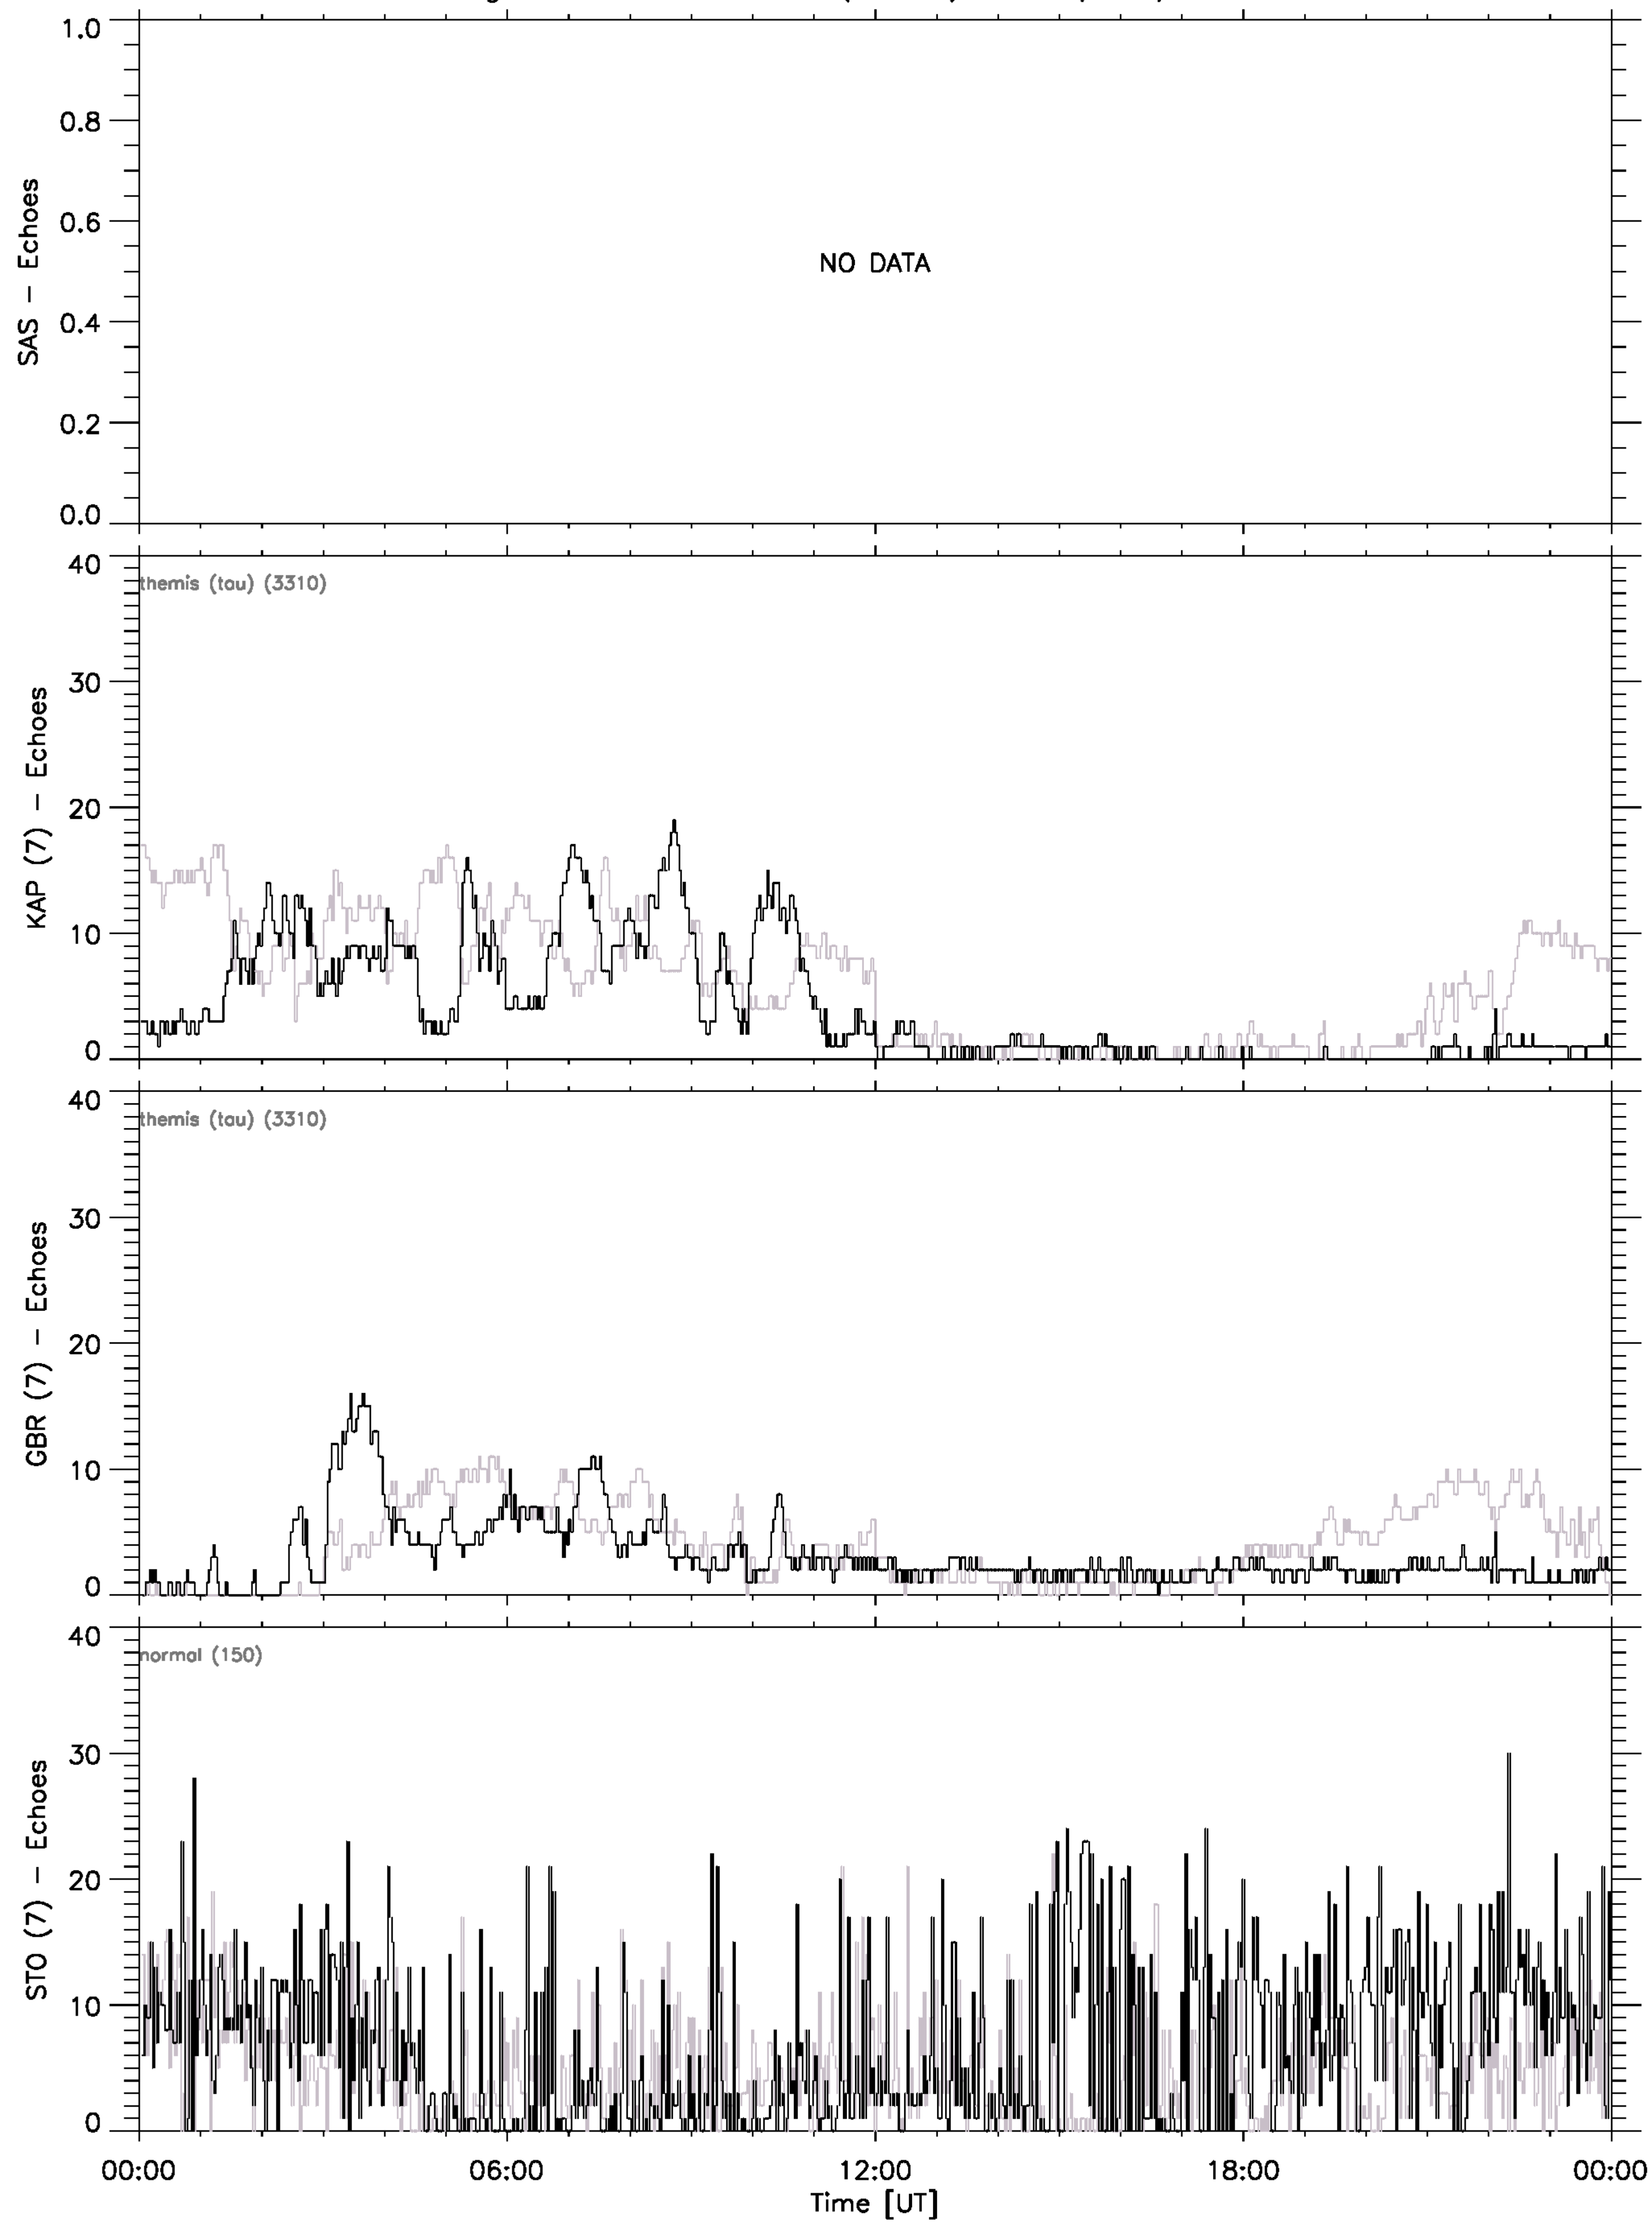 1.0
0.8
0.6
0.4
0.2
0.0
SAS - Echoes
NO DATA
40
30
20
10
0
KAP (7) - Echoes
themis (tau) (3310)
40
30
20
10
0
GBR (7) - Echoes
themis (tau) (3310)
40
30
20
10
0
STO (7) - Echoes
normal (150)
00:00 06:00 12:00 18:00 00:00
Time [UT]